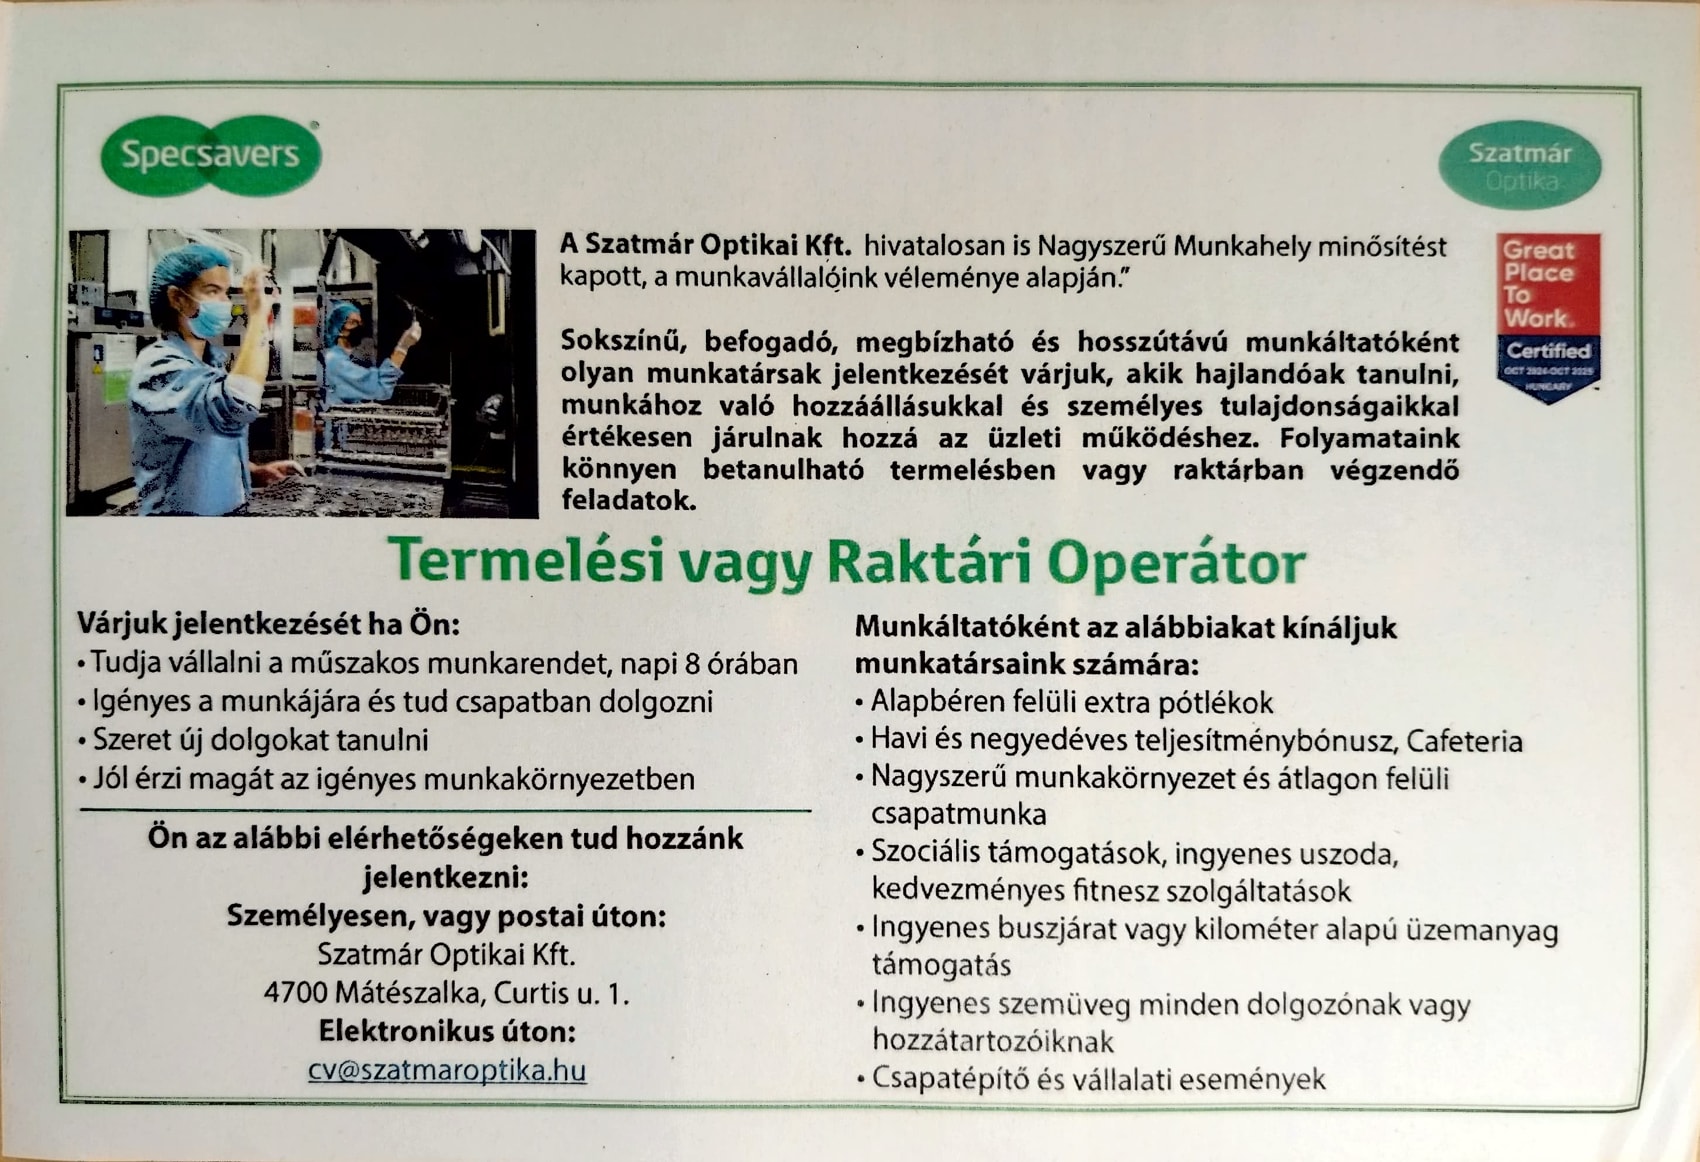 Specsavers
Szatmár
Optika
A Szatmár Optikai Kft. hivatalosan is Nagyszerű Munkahely minősítést
kapott, a munkavállalóink véleménye alapján.”
Great
Place
To
Work.
Certified
OCT 2024-OCT 2025
HUNGARY
Sokszínű, befogadó, megbízható és hosszútávú munkáltatóként
olyan munkatársak jelentkezését várjuk, akik hajlandóak tanulni,
munkához való hozzáállásukkal és személyes tulajdonságaikkal
értékesen járulnak hozzá az üzleti működéshez. Folyamataink
könnyen betanulható termelésben vagy raktárban végzendő
feladatok.
Termelési vagy Raktári Operátor
Várjuk jelentkezését ha Ön:
• Tudja vállalni a műszakos munkarendet, napi 8 órában
• Igényes a munkájára és tud csapatban dolgozni
• Szeret új dolgokat tanulni
• Jól érzi magát az igényes munkakörnyezetben
Ön az alábbi elérhetőségeken tud hozzánk
jelentkezni:
Személyesen, vagy postai úton:
Szatmár Optikai Kft.
4700 Mátészalka, Curtis u. 1.
Elektronikus úton:
cv@szatmaroptika.hu
Munkáltatóként az alábbiakat kínáljuk
munkatársaink számára:
• Alapbéren felüli extra pótlékok
• Havi és negyedéves teljesítménybónusz, Cafeteria
• Nagyszerű munkakörnyezet és átlagon felüli
csapatmunka
• Szociális támogatások, ingyenes uszoda,
kedvezményes fitnesz szolgáltatások
• Ingyenes buszjárat vagy kilométer alapú üzemanyag
támogatás
• Ingyenes szemüveg minden dolgozónak vagy
hozzátartozóiknak
• Csapatépítő és vállalati események